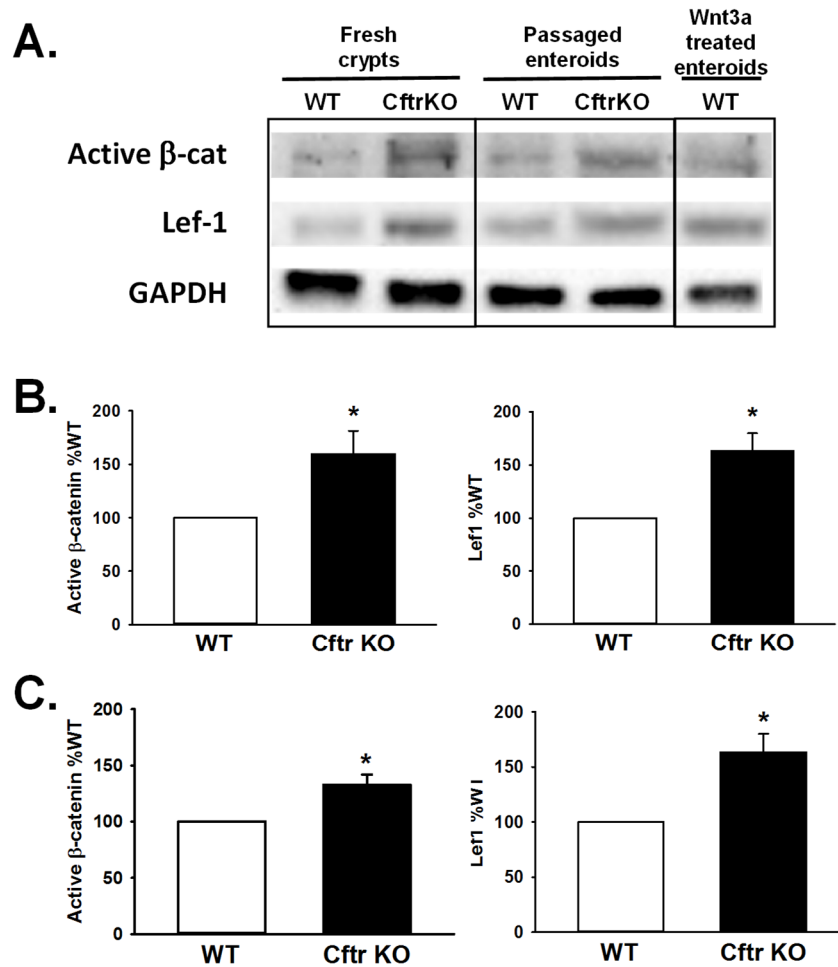 A.
Fresh
crypts
Passaged
enteroids
Wnt3a
treated
enteroids
WT CftrKO WT CftrKO WT
Active β-cat
Lef-1
GAPDH
B.
Active β-catenin %WT
200
150
100
50
0
*
WT Cftr KO
Lef1 %WT
200
150
100
50
0
*
WT Cftr KO
C.
Active β-catenin %WT
200
150
100
50
0
*
WT Cftr KO
Lef1 %WT
200
150
100
50
0
*
WT Cftr KO